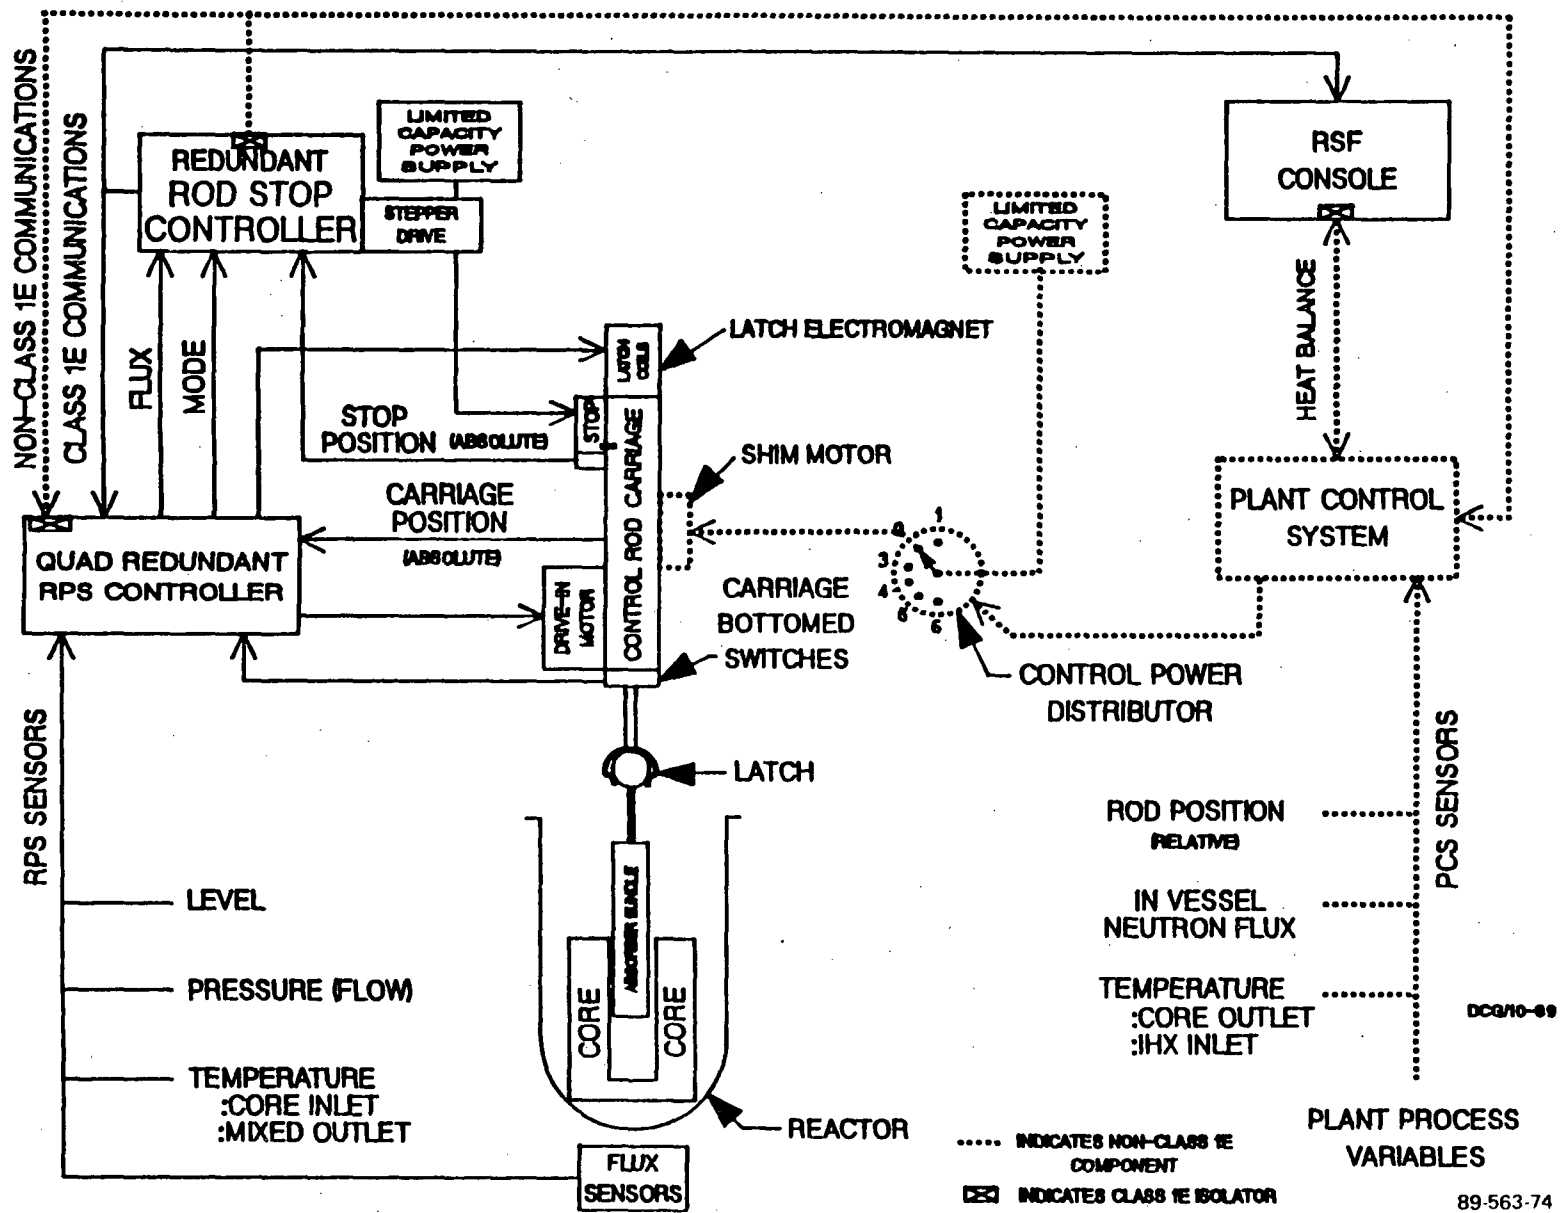 NON-CLASS 1E COMMUNICATIONS
CLASS 1E COMMUNICATIONS
LIMITED
CAPACITY
POWER
SUPPLY
REDUNDANT
ROD STOP
CONTROLLER
STEPPER
DRIVE
RSF
CONSOLE
LIMITED
CAPACITY
POWER
SUPPLY
FLUX
MODE
HEAT BALANCE
LATCH
COILS
LATCH ELECTROMAGNET
STOP
POSITION (ABSOLUTE)
STOP
CONTROL ROD CARRIAGE
SHIM MOTOR
CARRIAGE
POSITION
(ABSOLUTE)
PLANT CONTROL
SYSTEM
1
2
3
4
5
6
QUAD REDUNDANT
RPS CONTROLLER
DRIVE-IN
MOTOR
CARRIAGE
BOTTOMED
SWITCHES
CONTROL POWER
DISTRIBUTOR
RPS SENSORS
LATCH
PCS SENSORS
ROD POSITION
(RELATIVE)
ABSORBER BUNDLE
LEVEL
IN VESSEL
NEUTRON FLUX
PRESSURE (FLOW)
CORE
CORE
TEMPERATURE
:CORE OUTLET
:IHX INLET
DCG/10-89
TEMPERATURE
:CORE INLET
:MIXED OUTLET
REACTOR
PLANT PROCESS
VARIABLES
FLUX
SENSORS
INDICATES NON-CLASS 1E
COMPONENT
INDICATES CLASS 1E ISOLATOR
89-563-74